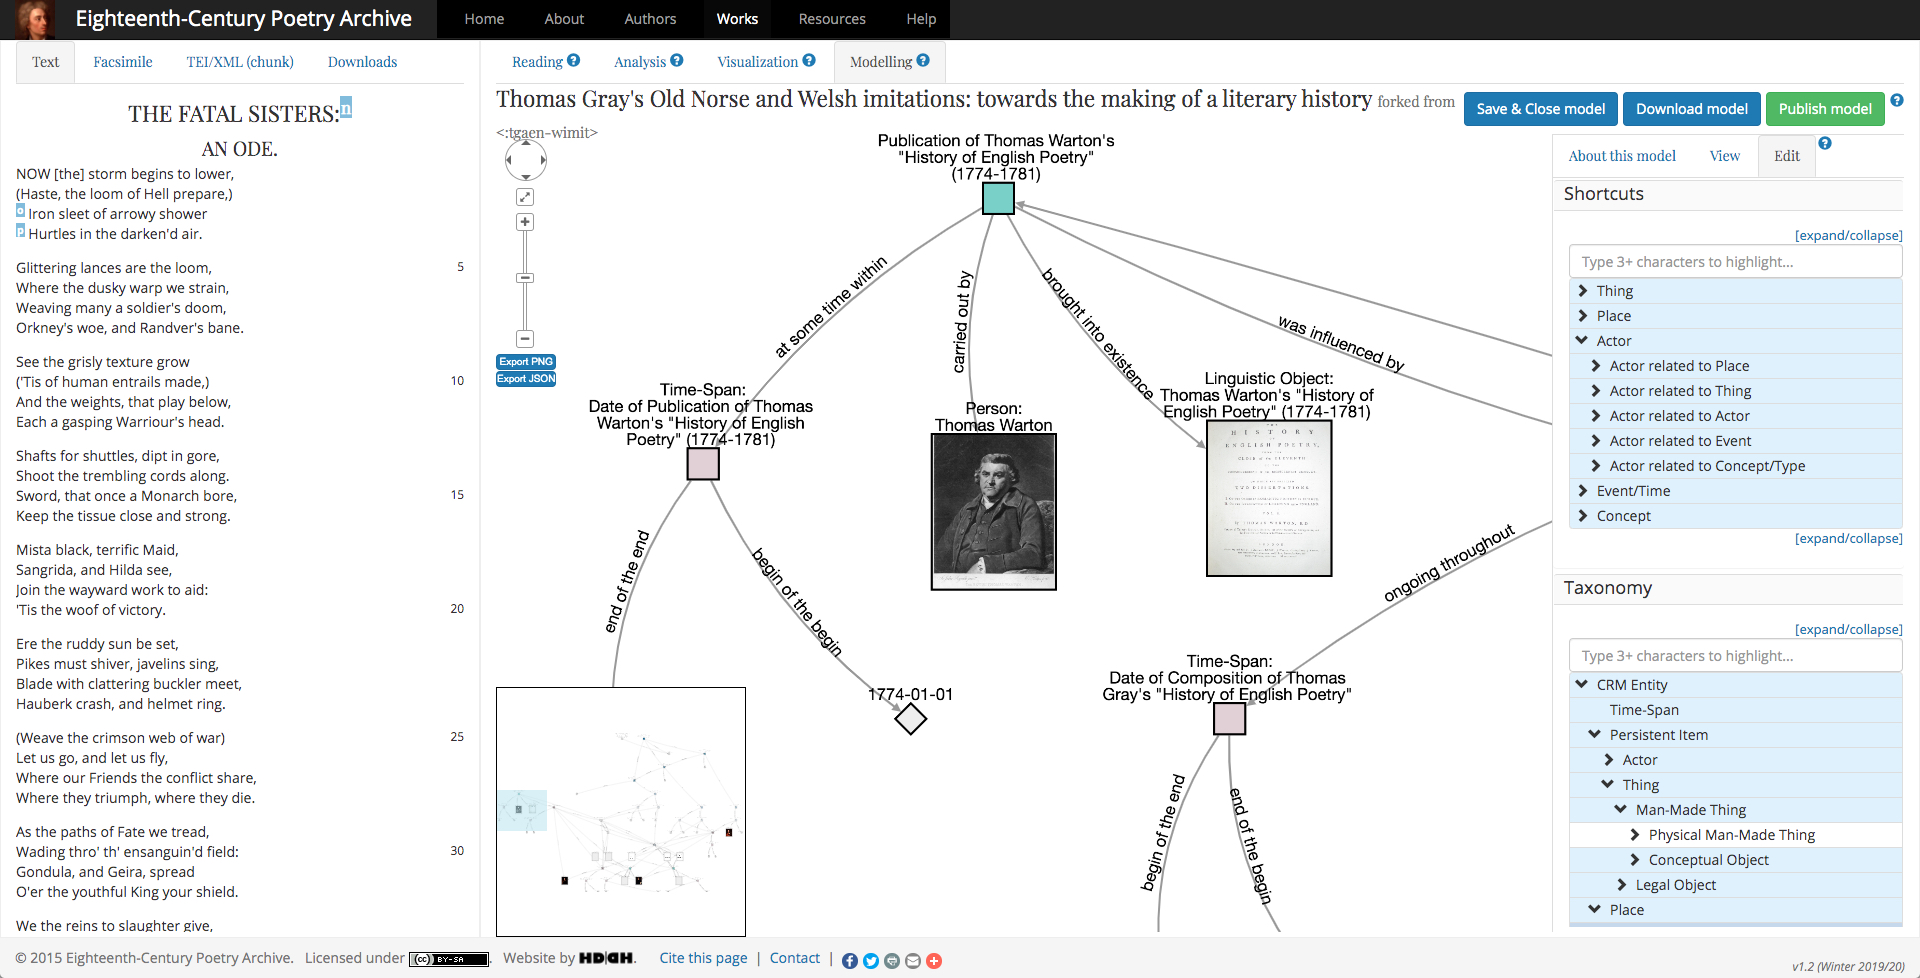 Eighteenth-Century Poetry Archive
Home About Authors Works Resources Help
Text Facsimile TEI/XML (chunk) Downloads
THE FATAL SISTERS:n
AN ODE.
NOW [the] storm begins to lower,
(Haste, the loom of Hell prepare,)
o Iron sleet of arrowy shower
p Hurtles in the darken'd air.
Glittering lances are the loom, 5
Where the dusky warp we strain,
Weaving many a soldier's doom,
Orkney's woe, and Randver's bane.
See the grisly texture grow
('Tis of human entrails made,) 10
And the weights, that play below,
Each a gasping Warriour's head.
Shafts for shuttles, dipt in gore,
Shoot the trembling cords along.
Sword, that once a Monarch bore, 15
Keep the tissue close and strong.
Mista black, terrific Maid,
Sangrida, and Hilda see,
Join the wayward work to aid:
'Tis the woof of victory. 20
Ere the ruddy sun be set,
Pikes must shiver, javelins sing,
Blade with clattering buckler meet,
Hauberk crash, and helmet ring.
(Weave the crimson web of war) 25
Let us go, and let us fly,
Where our Friends the conflict share,
Where they triumph, where they die.
As the paths of Fate we tread,
Wading thro' th' ensanguin'd field: 30
Gondula, and Geira, spread
O'er the youthful King your shield.
We the reins to slaughter give,
Reading ? Analysis ? Visualization ? Modelling ?
Thomas Gray's Old Norse and Welsh imitations: towards the making of a literary history forked from
<:tgaen-wimit>
Save & Close model Download model Publish model ?
Export PNG
Export JSON
Publication of Thomas Warton's
"History of English Poetry"
(1774-1781)
at some time within
carried out by
brought into existence
was influenced by
Time-Span:
Date of Publication of Thomas
Warton's "History of English
Poetry" (1774-1781)
Person:
Thomas Warton
Linguistic Object:
Thomas Warton's "History of
English Poetry" (1774-1781)
HISTORY
ENGLISH POETRY,
TWO DISSERTATIONS
end of the end
begin of the begin
ongoing throughout
1774-01-01
Time-Span:
Date of Composition of Thomas
Gray's "History of English Poetry"
begin of the end
end of the begin
About this model View Edit ?
Shortcuts
[expand/collapse]
Type 3+ characters to highlight...
Thing
Place
Actor
Actor related to Place
Actor related to Thing
Actor related to Actor
Actor related to Event
Actor related to Concept/Type
Event/Time
Concept
[expand/collapse]
Taxonomy
[expand/collapse]
Type 3+ characters to highlight...
CRM Entity
Time-Span
Persistent Item
Actor
Thing
Man-Made Thing
Physical Man-Made Thing
Conceptual Object
Legal Object
Place
© 2015 Eighteenth-Century Poetry Archive. Licensed under (cc) BY-SA. Website by HDGH. Cite this page | Contact |
v1.2 (Winter 2019/20)